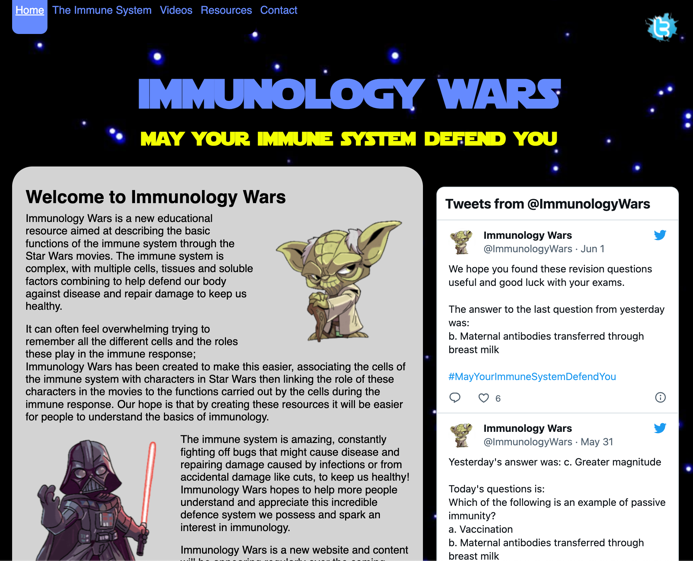 Home The Immune System Videos Resources Contact
IMMUNOLOGY WARS
MAY YOUR IMMUNE SYSTEM DEFEND YOU
Welcome to Immunology Wars
Immunology Wars is a new educational
resource aimed at describing the basic
functions of the immune system through the
Star Wars movies. The immune system is
complex, with multiple cells, tissues and soluble
factors combining to help defend our body
against disease and repair damage to keep us
healthy.
It can often feel overwhelming trying to
remember all the different cells and the roles
these play in the immune response;
Immunology Wars has been created to make this easier, associating the cells of
the immune system with characters in Star Wars then linking the role of these
characters in the movies to the functions carried out by the cells during the
immune response. Our hope is that by creating these resources it will be easier
for people to understand the basics of immunology.
The immune system is amazing, constantly
fighting off bugs that might cause disease and
repairing damage caused by infections or from
accidental damage like cuts, to keep us healthy!
Immunology Wars hopes to help more people
understand and appreciate this incredible
defence system we possess and spark an
interest in immunology.
Immunology Wars is a new website and content
will be appearing regularly over the coming
Tweets from @ImmunologyWars
Immunology Wars
@ImmunologyWars · Jun 1
We hope you found these revision questions
useful and good luck with your exams.
The answer to the last question from yesterday
was:
b. Maternal antibodies transferred through
breast milk
#MayYourImmuneSystemDefendYou
6
Immunology Wars
@ImmunologyWars · May 31
Yesterday's answer was: c. Greater magnitude
Today's questions is:
Which of the following is an example of passive
immunity?
a. Vaccination
b. Maternal antibodies transferred through
breast milk